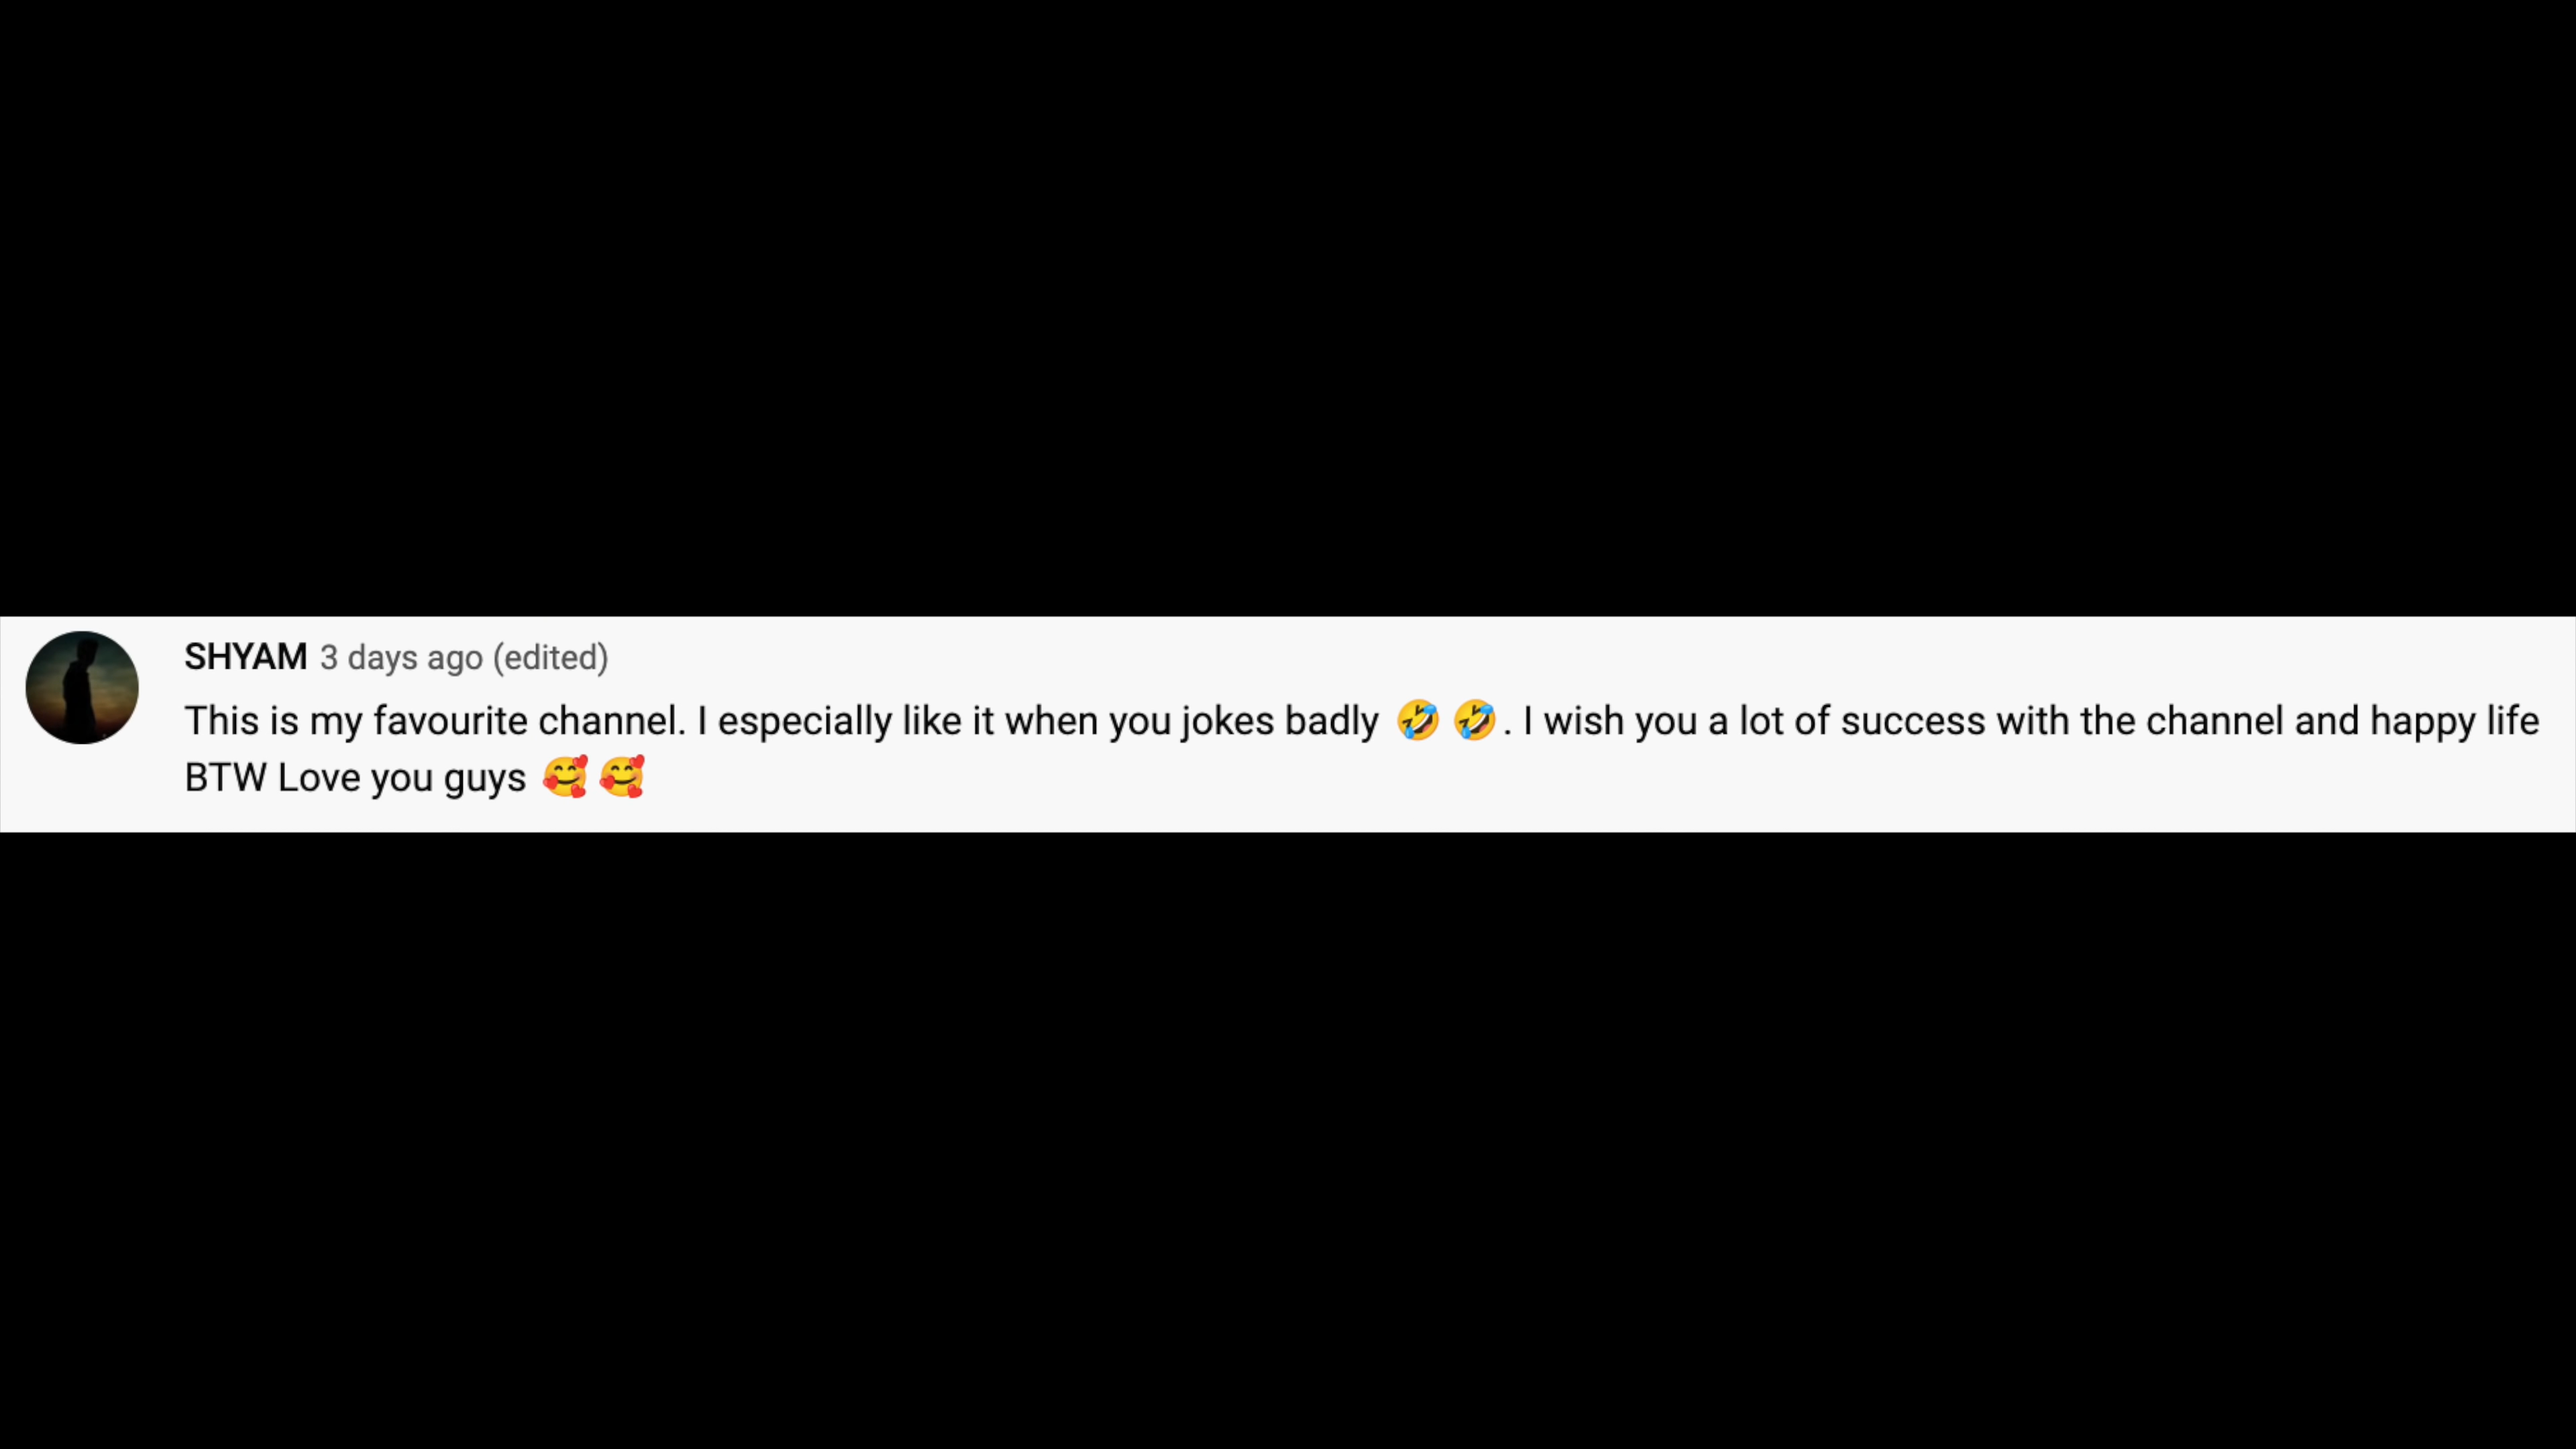 SHYAM 3 days ago (edited)
This is my favourite channel. I especially like it when you jokes badly 🤣 🤣. I wish you a lot of success with the channel and happy life
BTW Love you guys 🥰 🥰